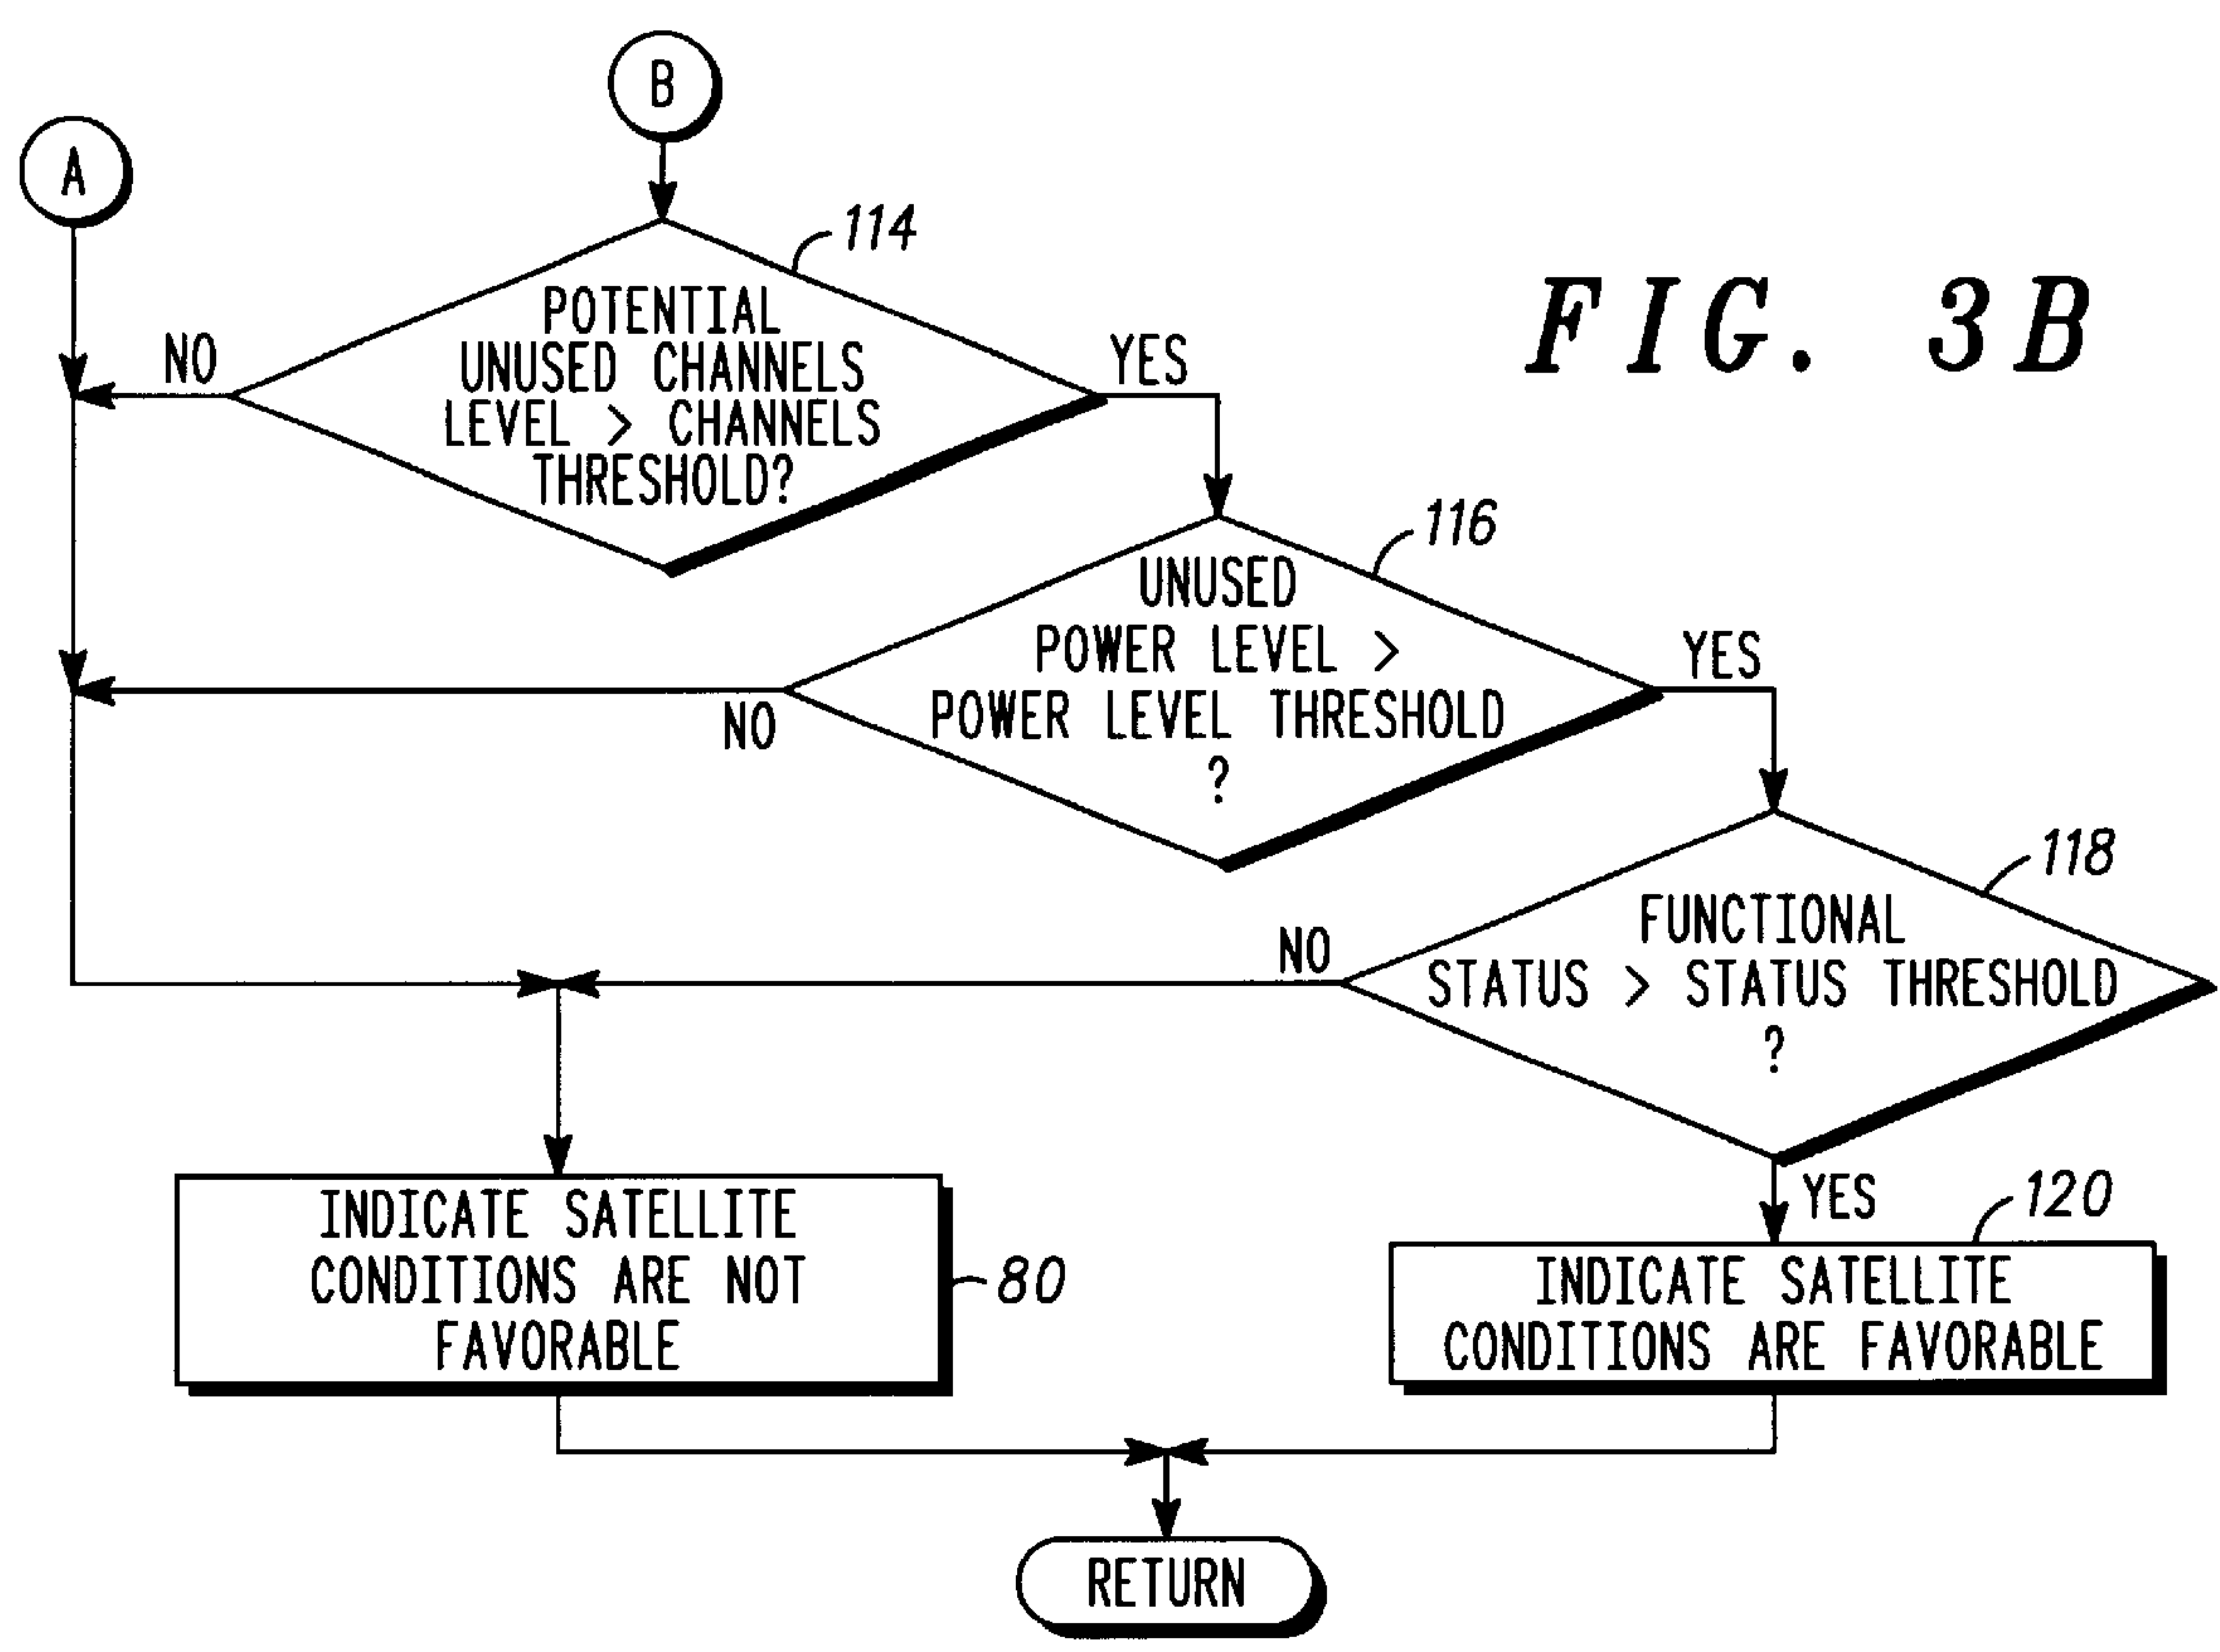 B
A
114
POTENTIAL
UNUSED CHANNELS
LEVEL > CHANNELS
THRESHOLD?
NO
YES
FIG. 3B
116
UNUSED
POWER LEVEL >
POWER LEVEL THRESHOLD
?
NO
YES
118
FUNCTIONAL
STATUS > STATUS THRESHOLD
?
NO
YES
INDICATE SATELLITE
CONDITIONS ARE NOT
FAVORABLE
80
120
INDICATE SATELLITE
CONDITIONS ARE FAVORABLE
RETURN